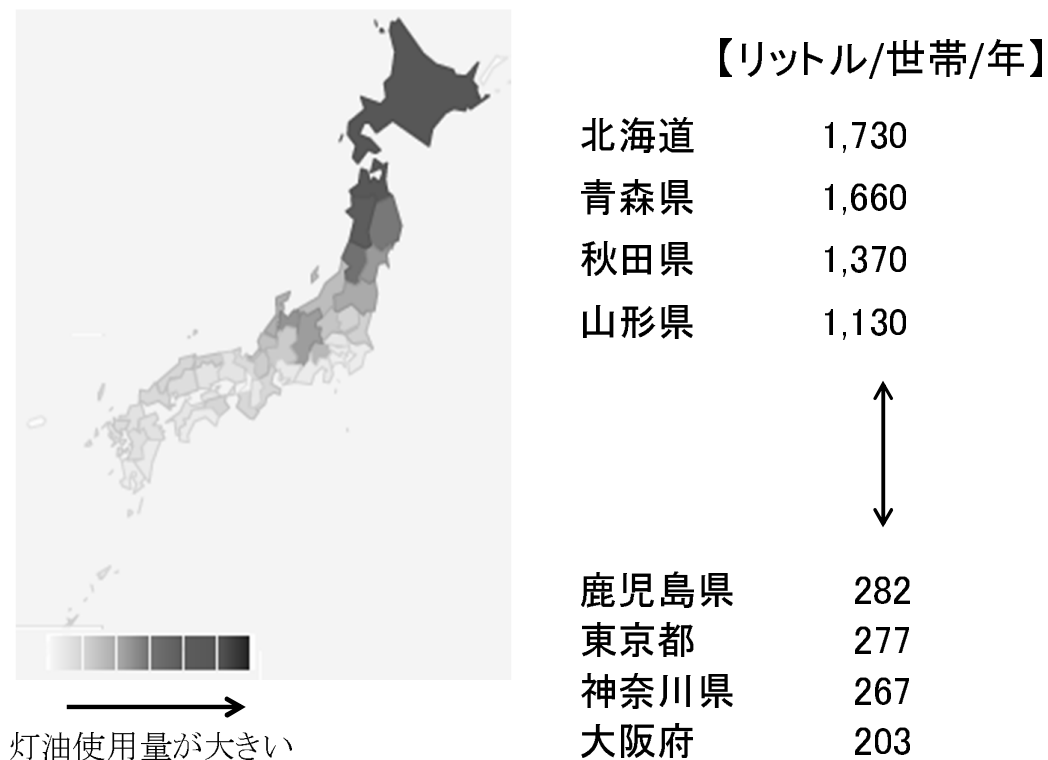 【リットル/世帯/年】
北海道 1,730
青森県 1,660
秋田県 1,370
山形県 1,130
鹿児島県 282
東京都 277
神奈川県 267
大阪府 203
灯油使用量が大きい